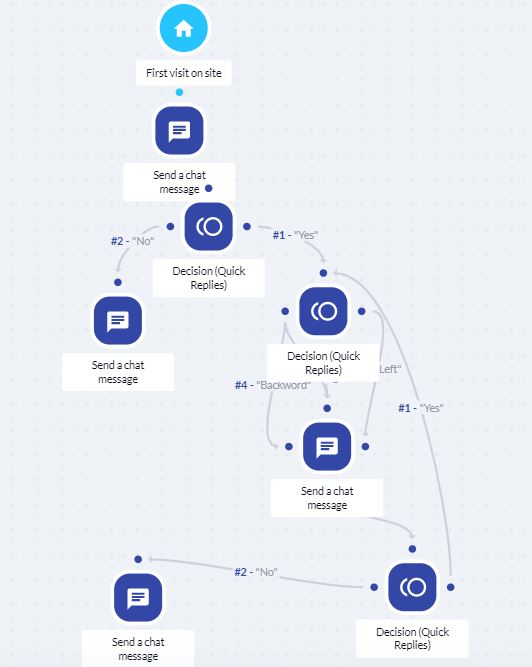 First visit on site
Send a chat
message
#2 - "No"
#1 - "Yes"
Decision (Quick
Replies)
Send a chat
message
Decision (Quick
Replies)
Left"
#4 - "Backword"
#1 - "Yes"
Send a chat
message
#2 - "No"
Decision (Quick
Replies)
Send a chat
message